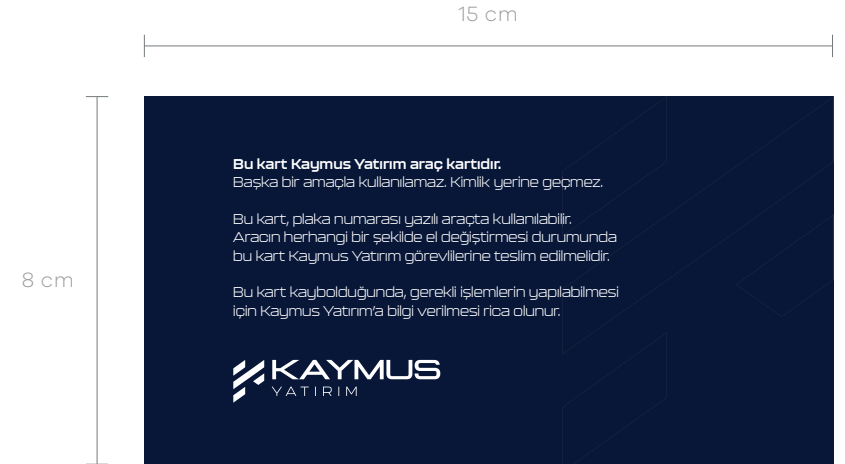 15 cm
8 cm
Bu kart Kaymus Yatırım araç kartıdır.
Başka bir amaçla kullanılamaz. Kimlik yerine geçmez.
Bu kart, plaka numarası yazılı araçta kullanılabilir.
Aracın herhangi bir şekilde el değiştirmesi durumunda
bu kart Kaymus Yatırım görevlilerine teslim edilmelidir.
Bu kart kaybolduğunda, gerekli işlemlerin yapılabilmesi
için Kaymus Yatırım’a bilgi verilmesi rica olunur.
KAYMUS
YATIRIM